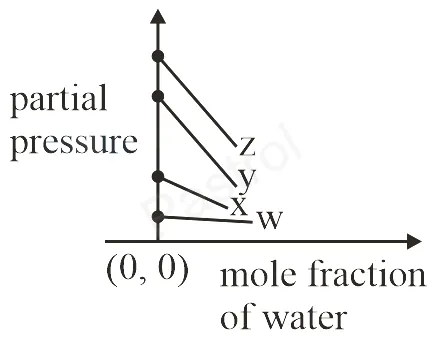 partial
pressure
z
y
x
w
(0, 0)
mole fraction
of water